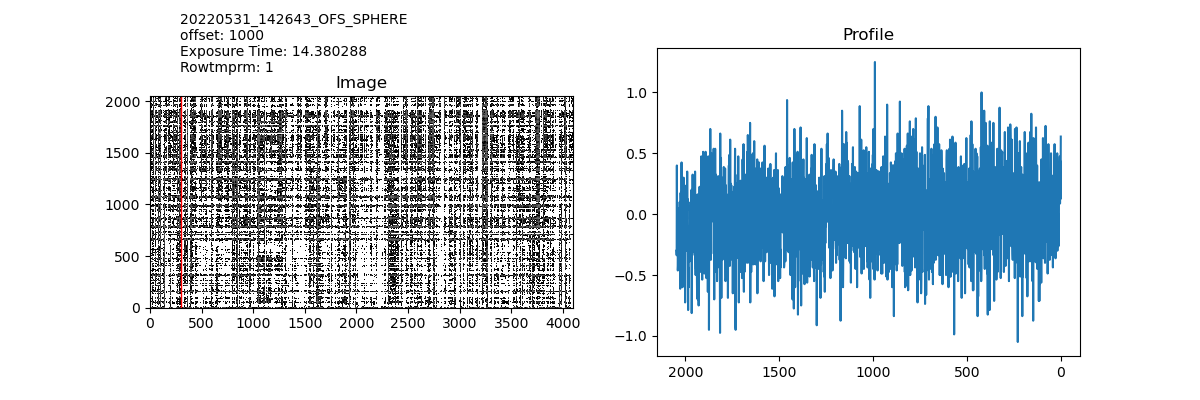 20220531_142643_OFS_SPHERE
offset: 1000
Exposure Time: 14.380288
Rowtmprm: 1
Image
2000
1500
1000
500
0
0 500 1000 1500 2000 2500 3000 3500 4000
Profile
1.0
0.5
0.0
−0.5
−1.0
2000 1500 1000 500 0